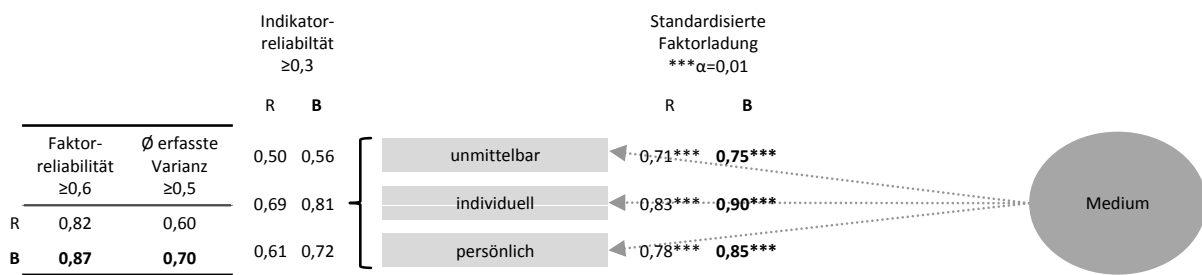 Indikator-
reliabiltät
≥0,3
Standardisierte
Faktorladung
***α=0,01
R B
R B
Faktor-
reliabilität
≥0,6
Ø erfasste
Varianz
≥0,5
0,50 0,56
unmittelbar
0,71*** 0,75***
0,69 0,81
individuell
0,83*** 0,90***
Medium
R 0,82 0,60
0,61 0,72
persönlich
0,78*** 0,85***
B 0,87 0,70